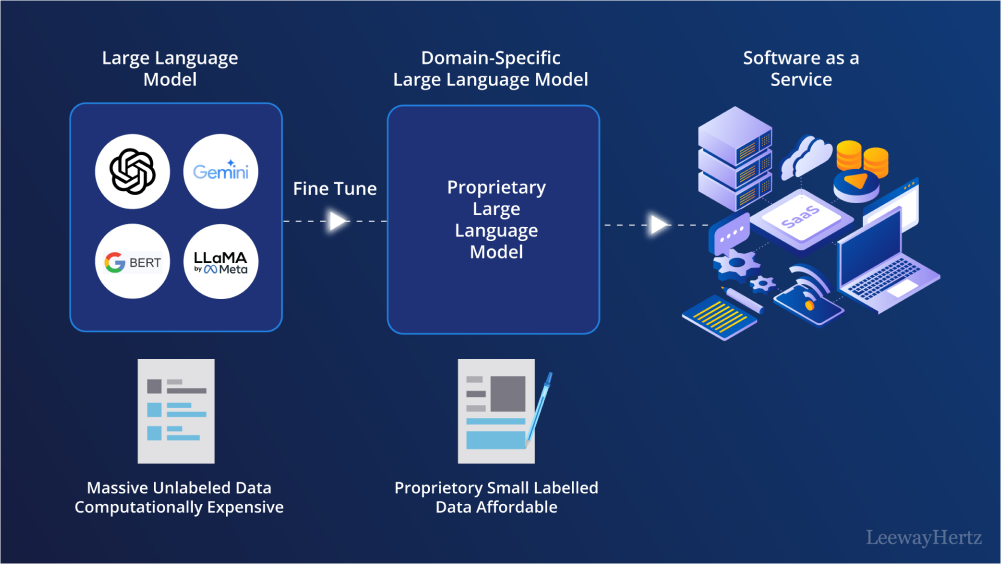 Large Language
Model
Domain-Specific
Large Language Model
Software as a
Service
Gemini
G BERT
LLaMA
by Meta
Fine Tune
Proprietary
Large
Language
Model
SaaS
Massive Unlabeled Data
Computationally Expensive
Proprietory Small Labelled
Data Affordable
LeewayHertz